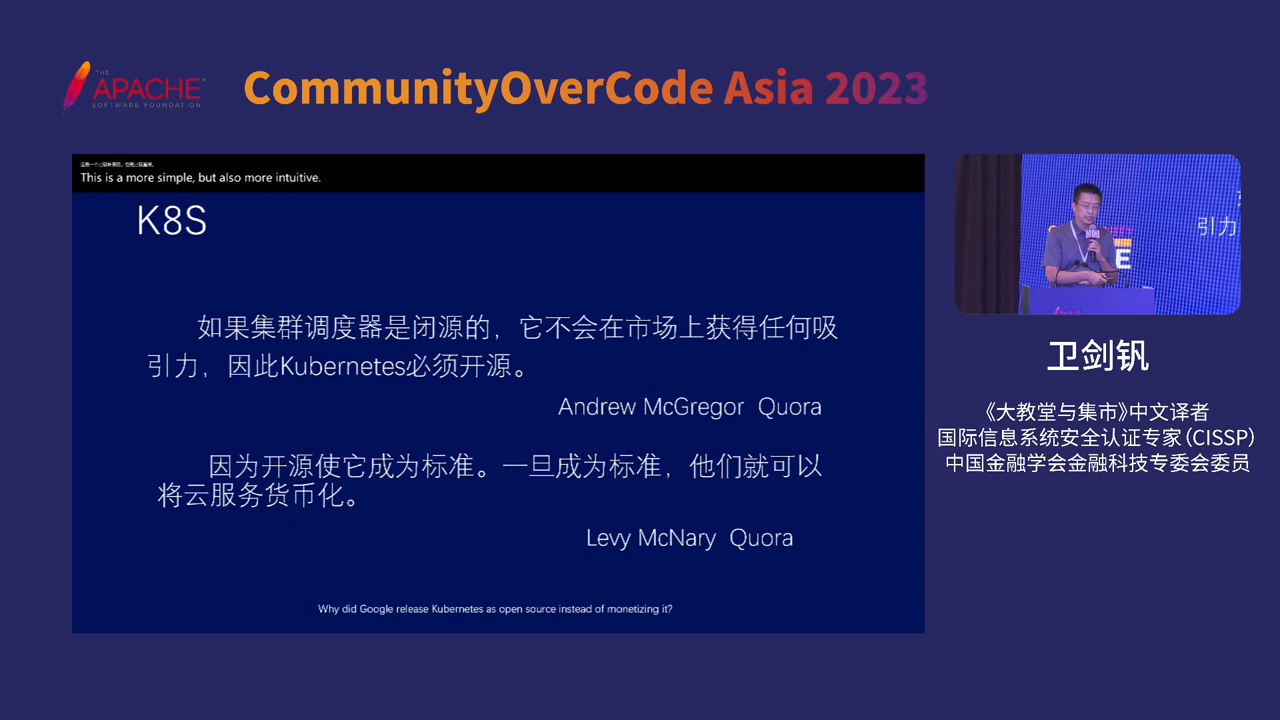 THE
APACHE
SOFTWARE FOUNDATION
CommunityOverCode Asia 2023
This is a more simple, but also more intuitive.
K8S
如果集群调度器是闭源的，它不会在市场上获得任何吸
引力，因此Kubernetes必须开源。
Andrew McGregor Quora
因为开源使它成为标准。一旦成为标准，他们就可以
将云服务货币化。
Levy McNary Quora
Why did Google release Kubernetes as open source instead of monetizing it?
引力
卫剑钒
《大教堂与集市》中文译者
国际信息系统安全认证专家（CISSP）
中国金融学会金融科技专委会委员